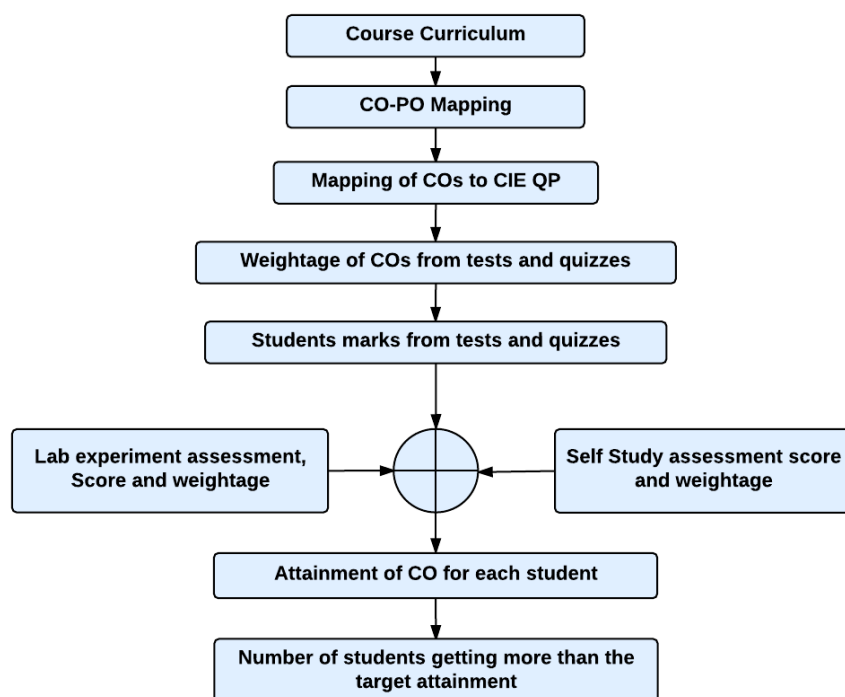 Course Curriculum
CO-PO Mapping
Mapping of COs to CIE QP
Weightage of COs from tests and quizzes
Students marks from tests and quizzes
Lab experiment assessment,
Score and weightage
Self Study assessment score
and weightage
Attainment of CO for each student
Number of students getting more than the
target attainment